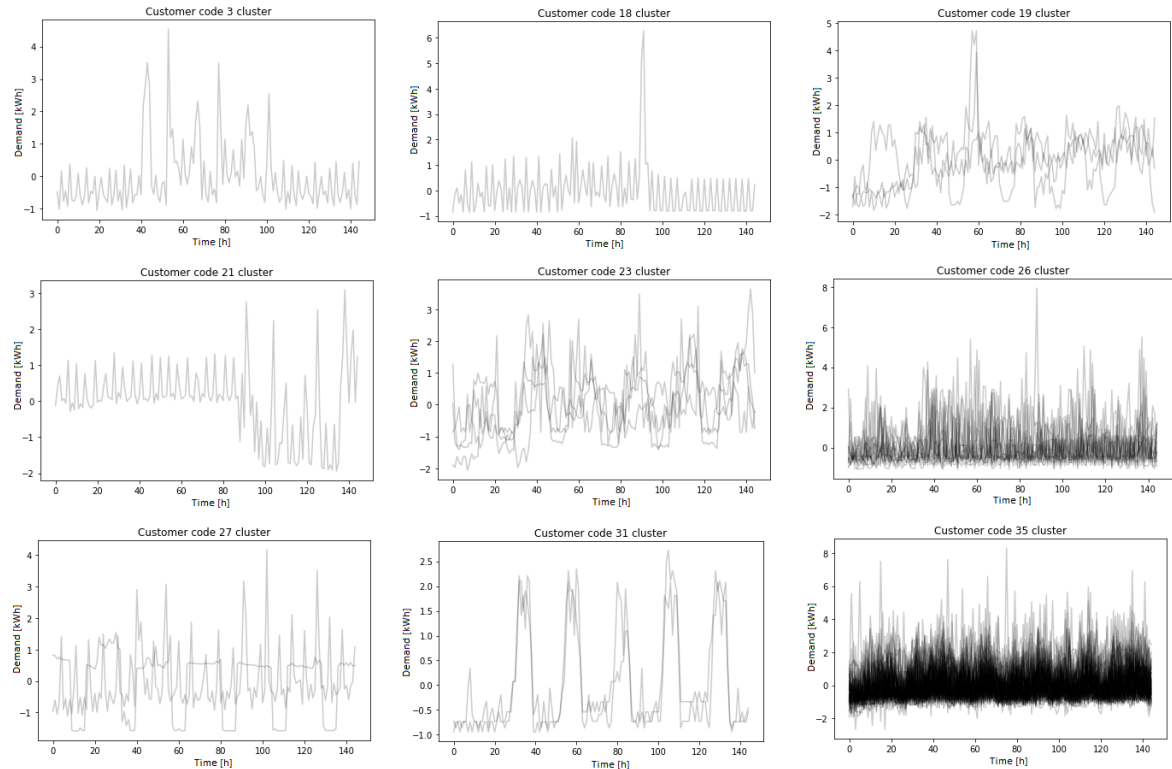 Customer code 3 cluster
Demand [kWh]
4
3
2
1
0
−1
0 20 40 60 80 100 120 140
Time [h]
Customer code 18 cluster
Demand [kWh]
6
5
4
3
2
1
0
−1
0 20 40 60 80 100 120 140
Time [h]
Customer code 19 cluster
Demand [kWh]
5
4
3
2
1
0
−1
−2
0 20 40 60 80 100 120 140
Time [h]
Customer code 21 cluster
Demand [kWh]
3
2
1
0
−1
−2
0 20 40 60 80 100 120 140
Time [h]
Customer code 23 cluster
Demand [kWh]
3
2
1
0
−1
−2
0 20 40 60 80 100 120 140
Time [h]
Customer code 26 cluster
Demand [kWh]
8
6
4
2
0
0 20 40 60 80 100 120 140
Time [h]
Customer code 27 cluster
Demand [kWh]
4
3
2
1
0
−1
0 20 40 60 80 100 120 140
Time [h]
Customer code 31 cluster
Demand [kWh]
2.5
2.0
1.5
1.0
0.5
0.0
−0.5
−1.0
0 20 40 60 80 100 120 140
Time [h]
Customer code 35 cluster
Demand [kWh]
8
6
4
2
0
−2
0 20 40 60 80 100 120 140
Time [h]